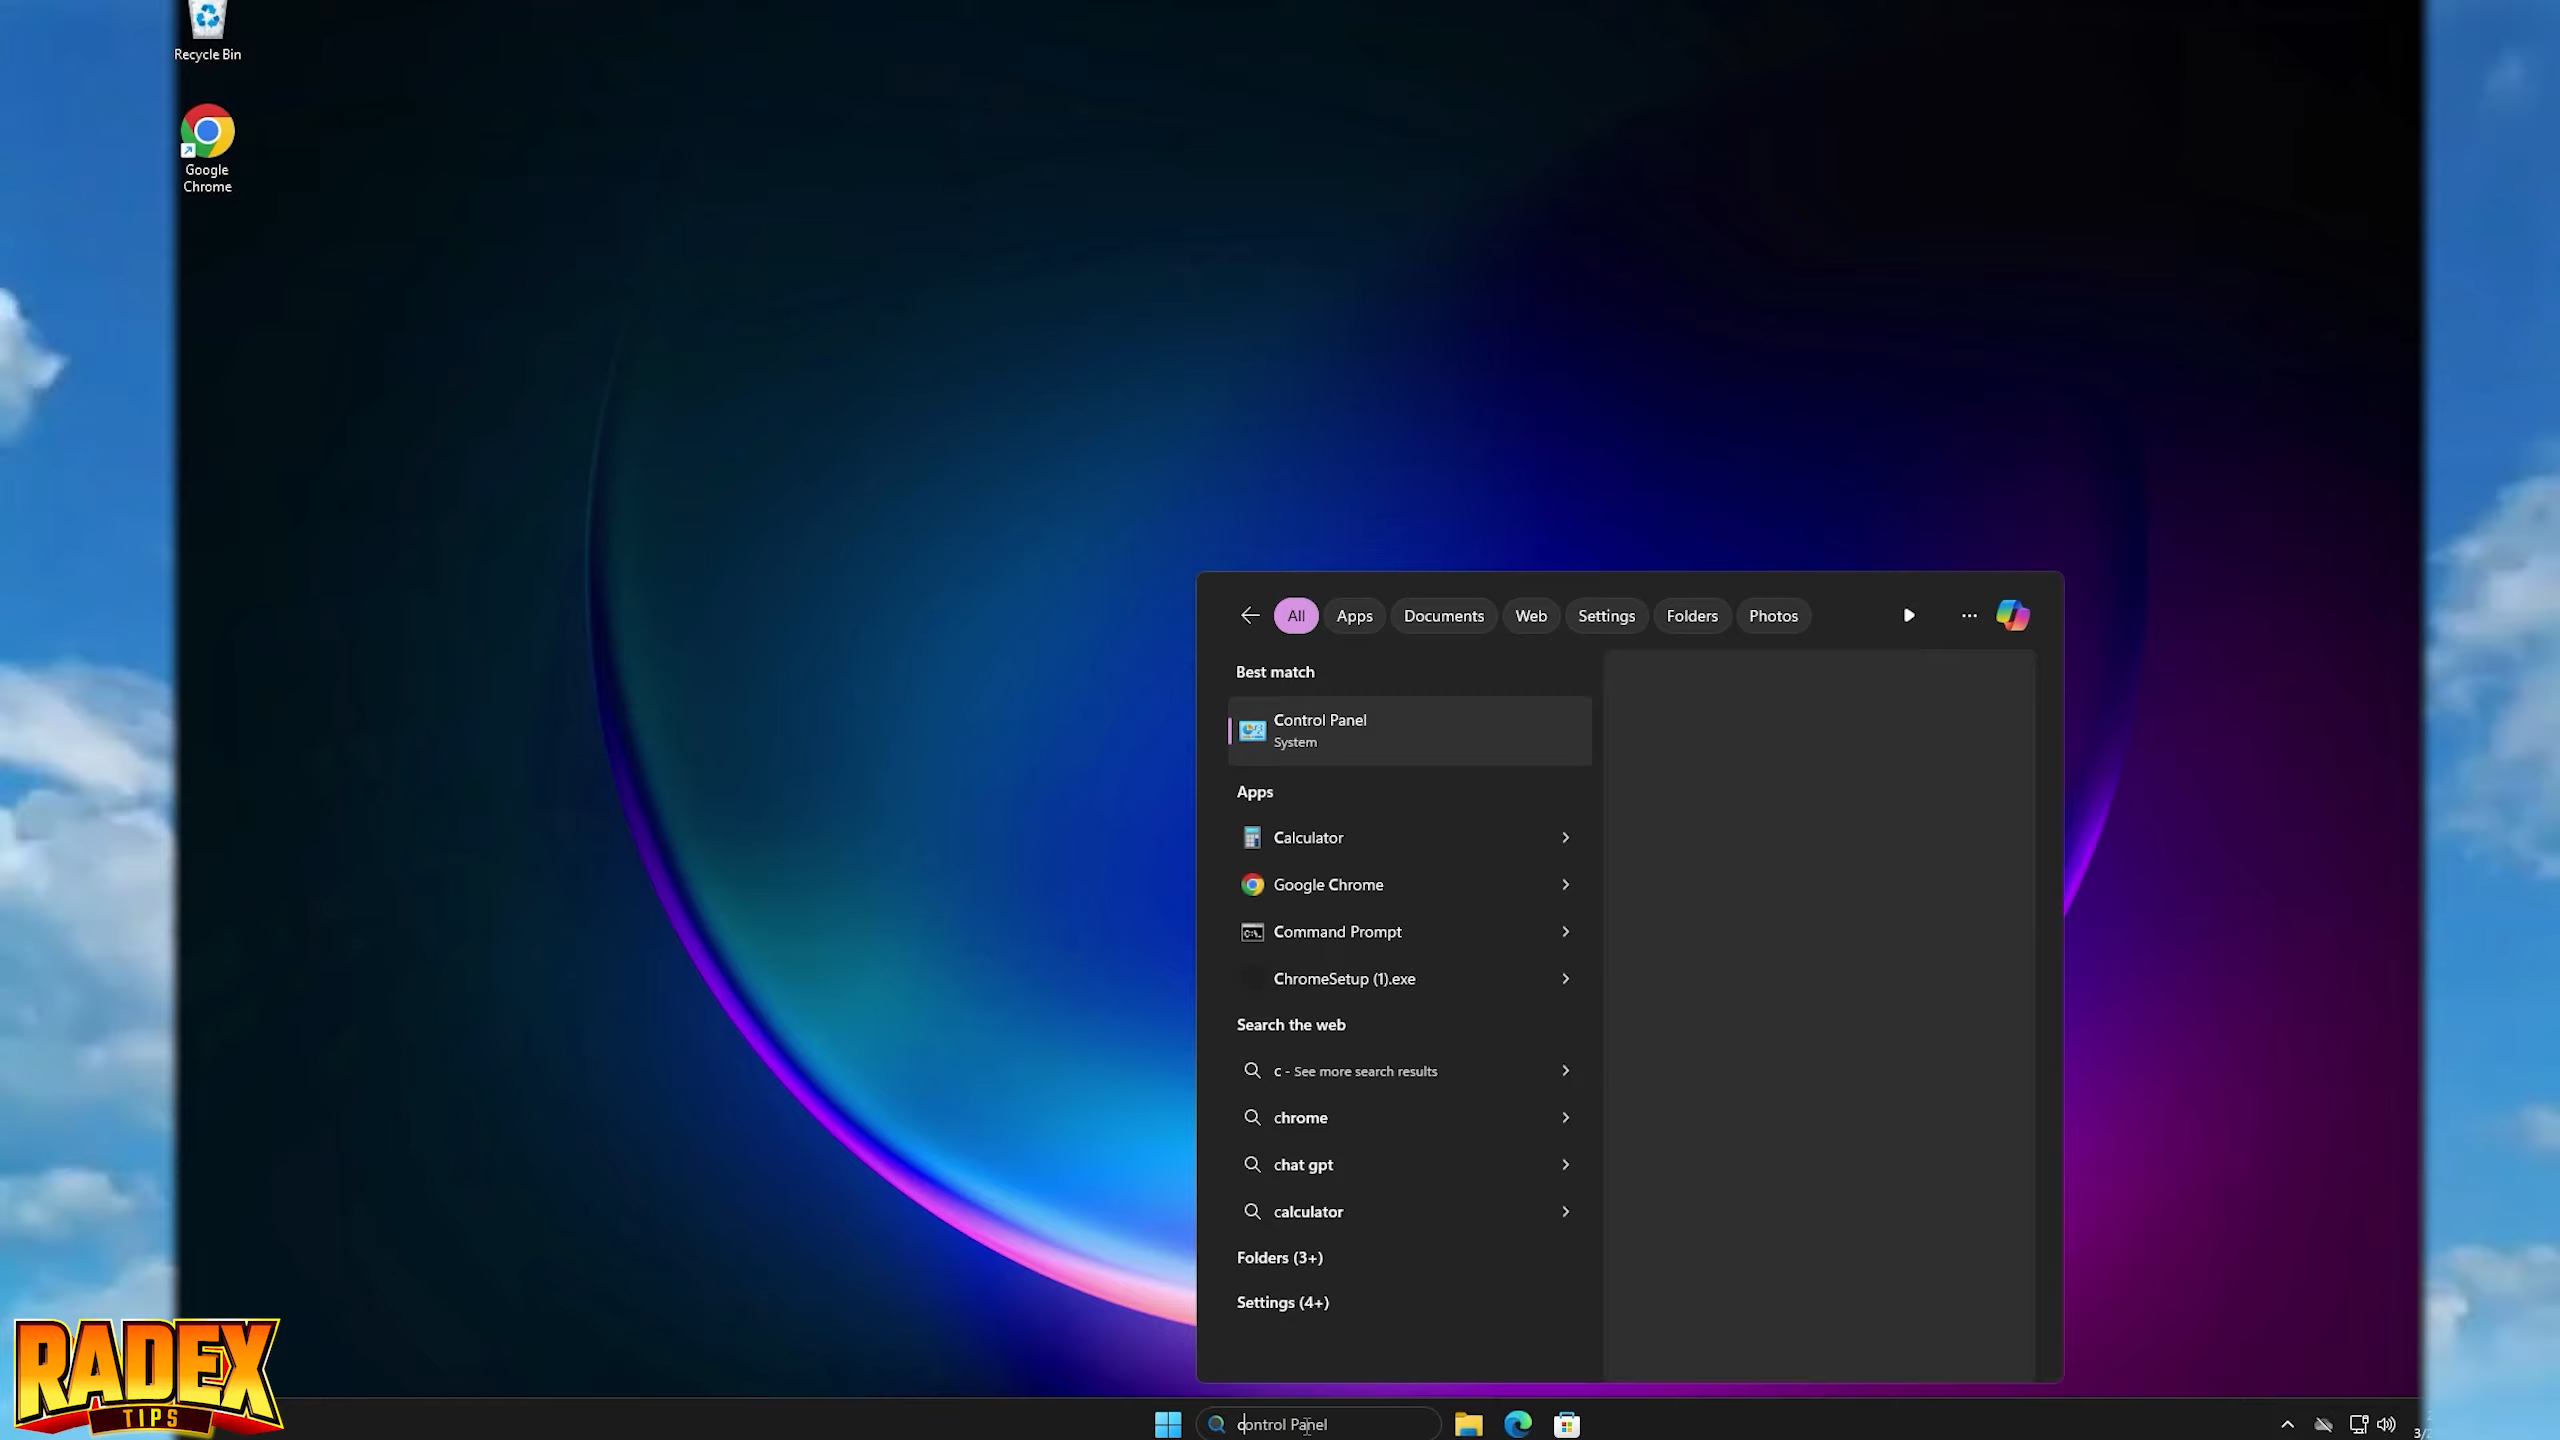 Recycle Bin
Google
Chrome
All Apps Documents Web Settings Folders Photos
Best match
Control Panel
System
Apps
Calculator
Google Chrome
Command Prompt
ChromeSetup (1).exe
Search the web
c - See more search results
chrome
chat gpt
calculator
Folders (3+)
Settings (4+)
RADEX
TIPS
control Panel